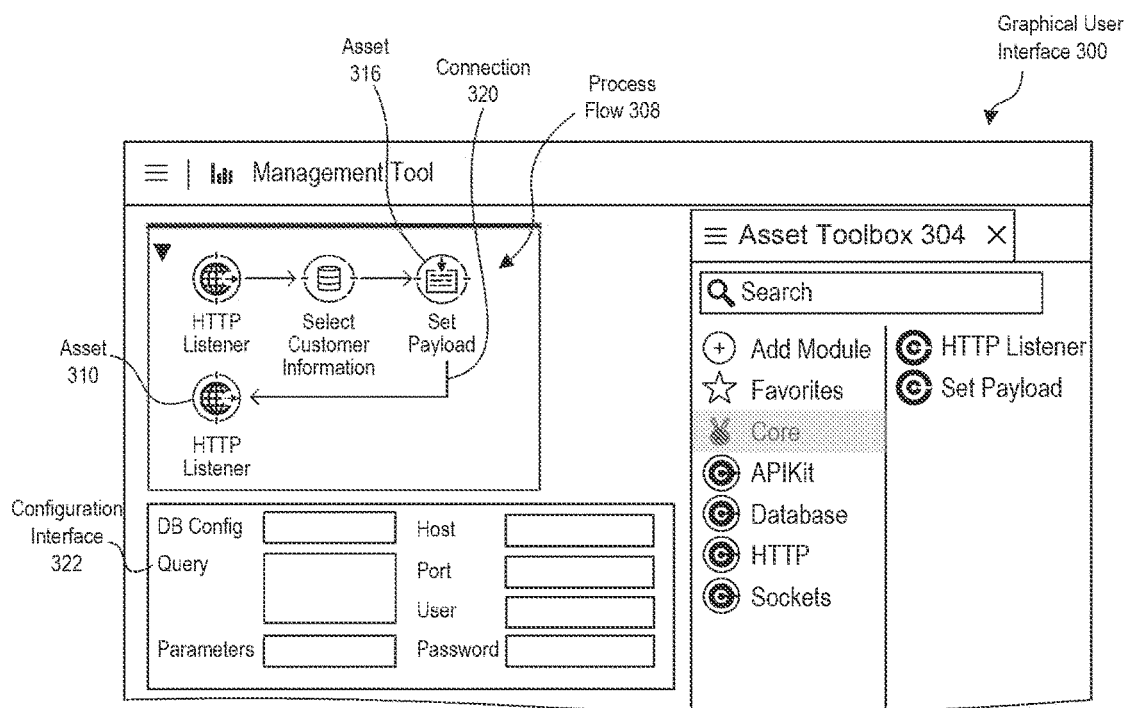 Graphical User
Interface 300
Asset
316
Connection
320
Process
Flow 308
Management Tool
HTTP
Listener
Select
Customer
Information
Set
Payload
Asset
310
HTTP
Listener
Configuration
Interface
322
DB Config
Query
Parameters
Host
Port
User
Password
Asset Toolbox 304
Search
Add Module
Favorites
Core
APIKit
Database
HTTP
Sockets
HTTP Listener
Set Payload